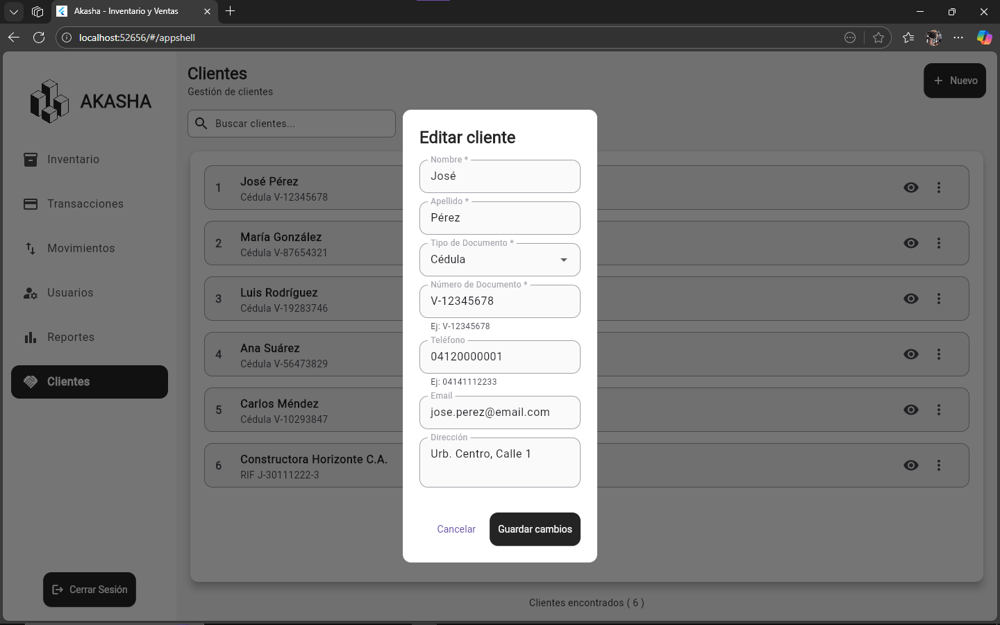 Akasha - Inventario y Ventas
localhost:52656/#/appshell
AKASHA
Inventario
Transacciones
Movimientos
Usuarios
Reportes
Clientes
Cerrar Sesión
Clientes
Gestión de clientes
Nuevo
Buscar clientes...
1
José Pérez
Cédula V-12345678
2
María González
Cédula V-87654321
3
Luis Rodríguez
Cédula V-19283746
4
Ana Suárez
Cédula V-56473829
5
Carlos Méndez
Cédula V-10293847
6
Constructora Horizonte C.A.
RIF J-30111222-3
Clientes encontrados ( 6 )
Editar cliente
Nombre *
José
Apellido *
Pérez
Tipo de Documento *
Cédula
Número de Documento *
V-12345678
Ej: V-12345678
Teléfono
04120000001
Ej: 04141112233
Email
jose.perez@email.com
Dirección
Urb. Centro, Calle 1
Cancelar
Guardar cambios